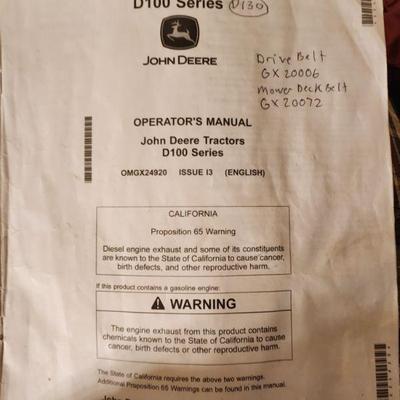 D100 Series D130
JOHN DEERE
Drive Belt
GX 20006
Mower Deck Belt
GX 20072
OPERATOR'S MANUAL
John Deere Tractors
D100 Series
OMGX24920 ISSUE I3 (ENGLISH)
CALIFORNIA
Proposition 65 Warning
Diesel engine exhaust and some of its constituents
are known to the State of California to cause cancer,
birth defects, and other reproductive harm.
If this product contains a gasoline engine:
WARNING
The engine exhaust from this product contains
chemicals known to the State of California to cause
cancer, birth defects or other reproductive harm.
The State of California requires the above two warnings.
Additional Proposition 65 Warnings can be found in this manual.
John